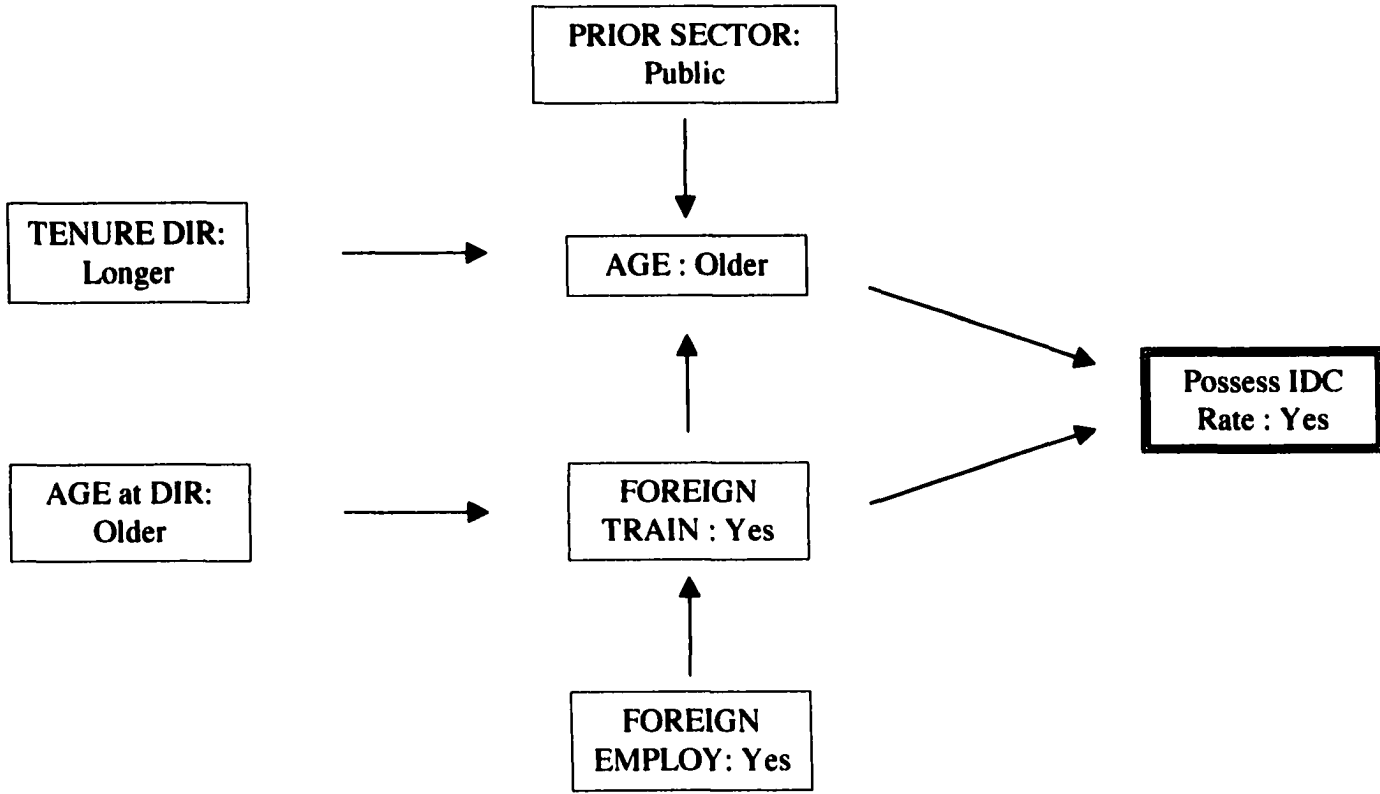 PRIOR SECTOR:
Public
TENURE DIR:
Longer
AGE : Older
Possess IDC
Rate : Yes
AGE at DIR:
Older
FOREIGN
TRAIN : Yes
FOREIGN
EMPLOY: Yes